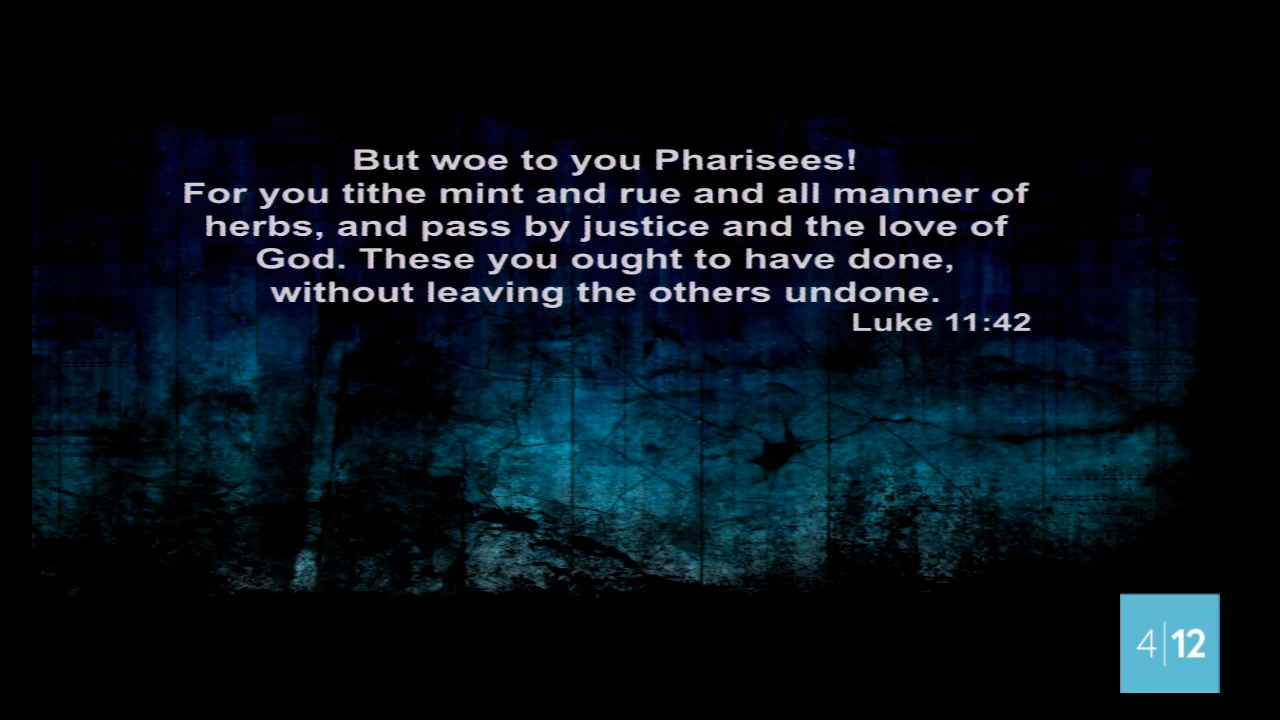 But woe to you Pharisees!
For you tithe mint and rue and all manner of
herbs, and pass by justice and the love of
God. These you ought to have done,
without leaving the others undone.
Luke 11:42
4|12